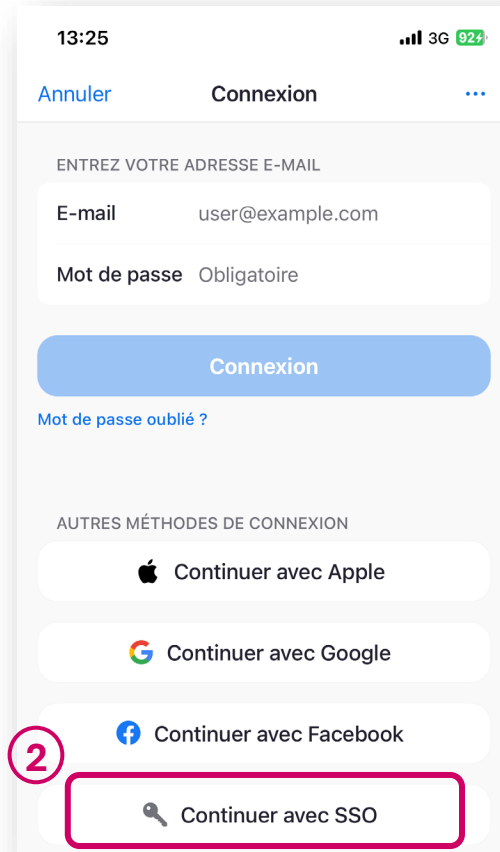 13:25 3G 92
Annuler Connexion ...
ENTREZ VOTRE ADRESSE E-MAIL
E-mail user@example.com
Mot de passe Obligatoire
Connexion
Mot de passe oublié ?
AUTRES MÉTHODES DE CONNEXION
Continuer avec Apple
Continuer avec Google
Continuer avec Facebook
2
Continuer avec SSO